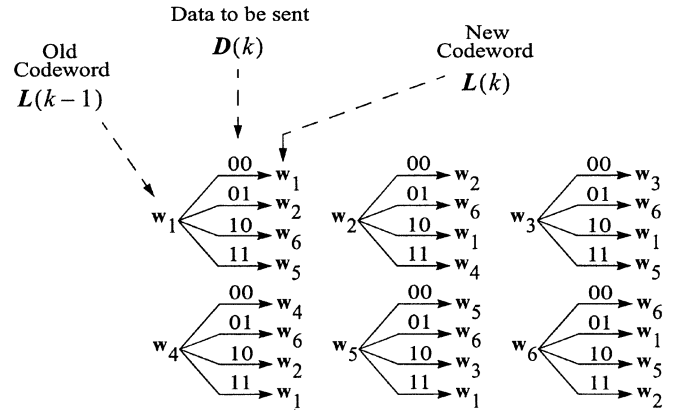 Data to be sent
D(k)
Old
Codeword
L(k − 1)
New
Codeword
L(k)
w1
00 w1
01 w2
10 w6
11 w5
w2
00 w2
01 w6
10 w1
11 w4
w3
00 w3
01 w6
10 w1
11 w5
w4
00 w4
01 w6
10 w2
11 w1
w5
00 w5
01 w6
10 w3
11 w1
w6
00 w6
01 w1
10 w5
11 w2